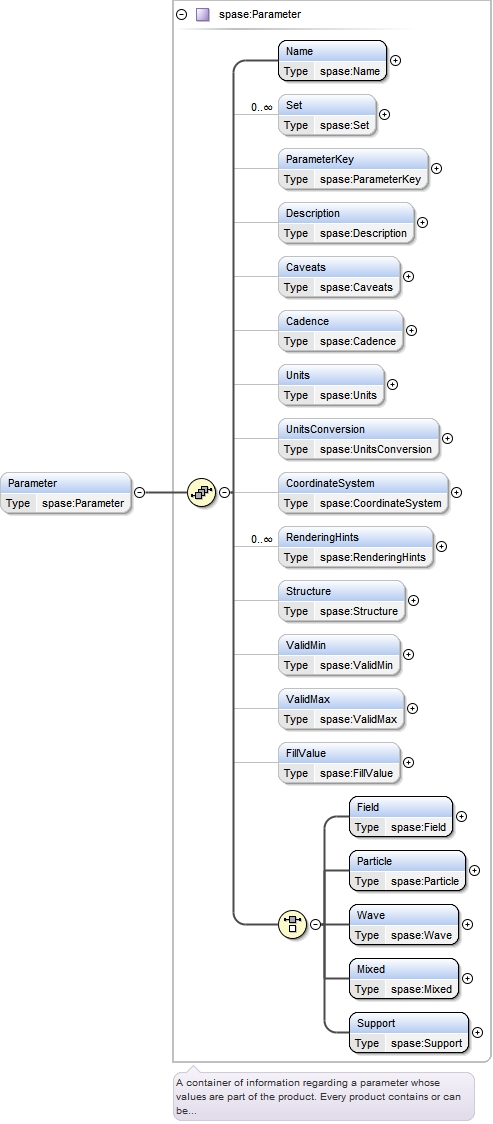 spase:Parameter
Name
Type spase:Name
0..∞
Set
Type spase:Set
ParameterKey
Type spase:ParameterKey
Description
Type spase:Description
Caveats
Type spase:Caveats
Cadence
Type spase:Cadence
Units
Type spase:Units
UnitsConversion
Type spase:UnitsConversion
Parameter
Type spase:Parameter
CoordinateSystem
Type spase:CoordinateSystem
0..∞
RenderingHints
Type spase:RenderingHints
Structure
Type spase:Structure
ValidMin
Type spase:ValidMin
ValidMax
Type spase:ValidMax
FillValue
Type spase:FillValue
Field
Type spase:Field
Particle
Type spase:Particle
Wave
Type spase:Wave
Mixed
Type spase:Mixed
Support
Type spase:Support
A container of information regarding a parameter whose
values are part of the product. Every product contains or can
be...